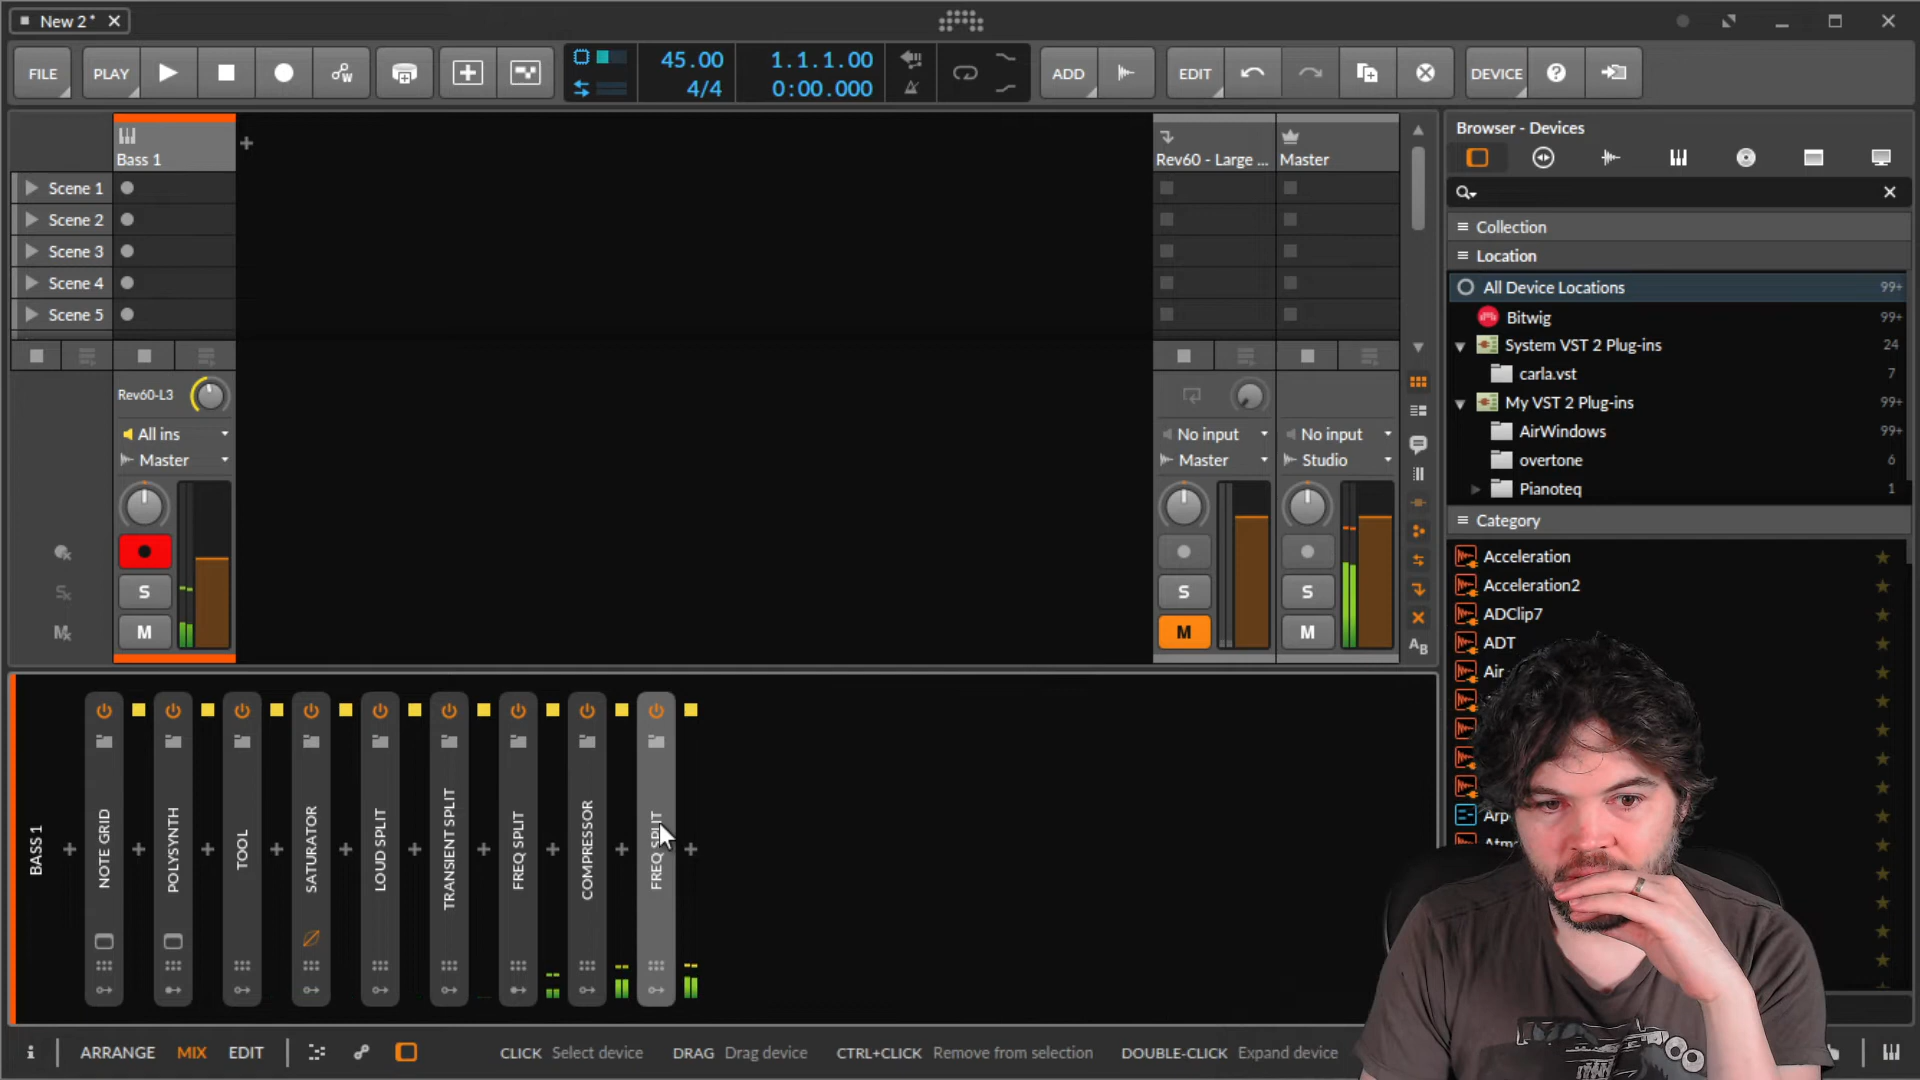 New 2 *
FILE
PLAY
45.00
4/4
1.1.1.00
0:00.000
ADD
EDIT
DEVICE
Bass 1
Rev60 - Large ...
Master
Scene 1
Scene 2
Scene 3
Scene 4
Scene 5
Rev60-L3
All ins
Master
No input
Master
No input
Studio
S
M
S
M
S
M
Browser - Devices
Collection
Location
All Device Locations 99+
Bitwig 99+
System VST 2 Plug-ins 24
carla.vst 7
My VST 2 Plug-ins 99+
AirWindows 99+
overtone 6
Pianoteq 1
Category
Acceleration
Acceleration2
ADClip7
ADT
Air
Arp
BASS 1
NOTE GRID
POLYSYNTH
TOOL
SATURATOR
LOUD SPLIT
TRANSIENT SPLIT
FREQ SPLIT
COMPRESSOR
FREQ SPLIT
i
ARRANGE
MIX
EDIT
CLICK Select device
DRAG Drag device
CTRL+CLICK Remove from selection
DOUBLE-CLICK Expand device